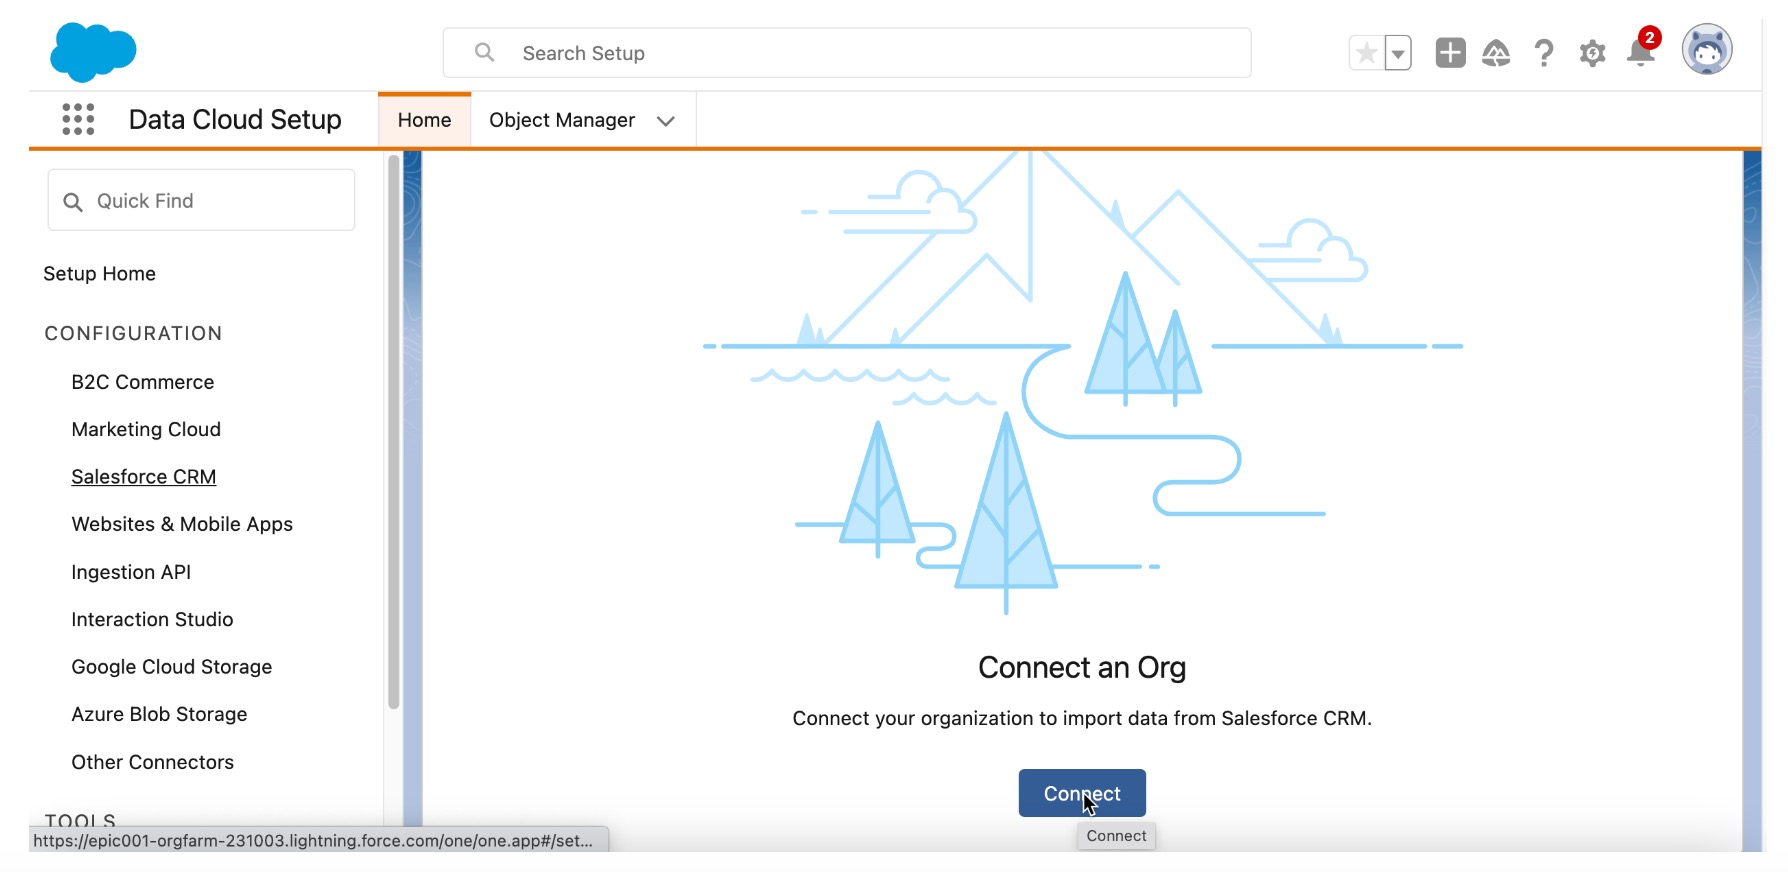 Search Setup
2
Data Cloud Setup
Home
Object Manager
Quick Find
Setup Home
CONFIGURATION
B2C Commerce
Marketing Cloud
Salesforce CRM
Websites & Mobile Apps
Ingestion API
Interaction Studio
Google Cloud Storage
Azure Blob Storage
Other Connectors
TOOLS
https://epic001-orgfarm-231003.lightning.force.com/one/one.app#/set...
Connect an Org
Connect your organization to import data from Salesforce CRM.
Connect
Connect